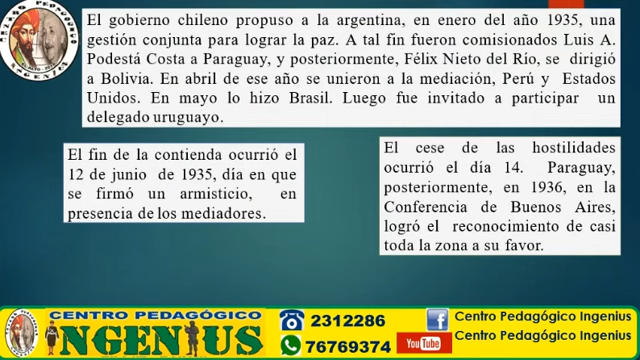 El gobierno chileno propuso a la argentina, en enero del año 1935, una
gestión conjunta para lograr la paz. A tal fin fueron comisionados Luis A.
Podestá Costa a Paraguay, y posteriormente, Félix Nieto del Río, se dirigió
a Bolivia. En abril de ese año se unieron a la mediación, Perú y Estados
Unidos. En mayo lo hizo Brasil. Luego fue invitado a participar un
delegado uruguayo.
El fin de la contienda ocurrió el
12 de junio de 1935, día en que
se firmó un armisticio, en
presencia de los mediadores.
El cese de las hostilidades
ocurrió el día 14. Paraguay,
posteriormente, en 1936, en la
Conferencia de Buenos Aires,
logró el reconocimiento de casi
toda la zona a su favor.
CENTRO PEDAGÓGICO
INGENIUS
2312286
76769374
Centro Pedagógico Ingenius
You Tube
Centro Pedagógico Ingenius